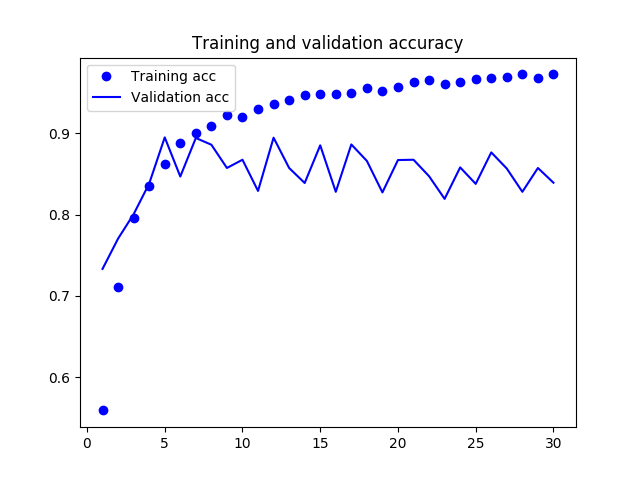 Training and validation accuracy
Training acc
Validation acc
0.9
0.8
0.7
0.6
0 5 10 15 20 25 30